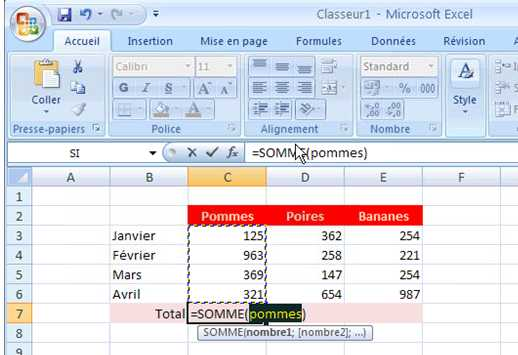 Classeur1 - Microsoft Excel
Accueil Insertion Mise en page Formules Données Révision
Calibri 11 Standard
Coller G I S A A % 000 Style
,00 ,00
Presse-papiers Police Alignement Nombre
SI fx =SOMME(pommes)
A B C D E F
1
2 Pommes Poires Bananes
3 Janvier 125 362 254
4 Février 963 258 221
5 Mars 369 147 254
6 Avril 321 654 987
7 Total =SOMME(pommes)
8 SOMME(nombre1; [nombre2]; ...)